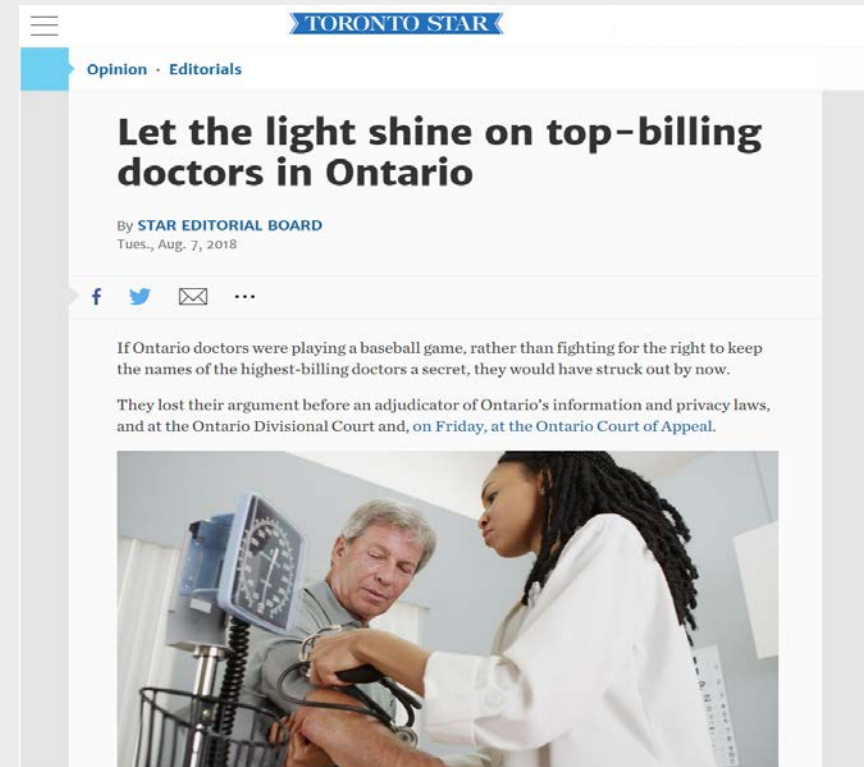 TORONTO STAR
Opinion · Editorials
Let the light shine on top-billing
doctors in Ontario
By STAR EDITORIAL BOARD
Tues., Aug. 7, 2018
If Ontario doctors were playing a baseball game, rather than fighting for the right to keep
the names of the highest-billing doctors a secret, they would have struck out by now.
They lost their argument before an adjudicator of Ontario's information and privacy laws,
and at the Ontario Divisional Court and, on Friday, at the Ontario Court of Appeal.